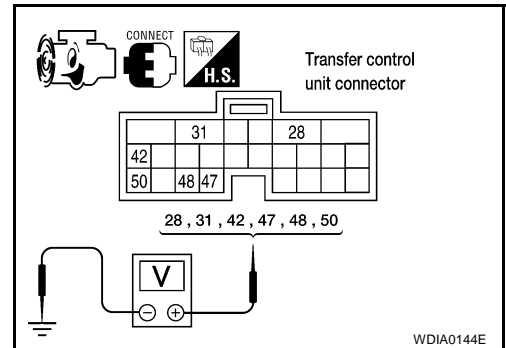 CONNECT
H.S.
Transfer control
unit connector
31 28
42
50 48 47
28 , 31 , 42 , 47 , 48 , 50
V
− +
WDIA0144E